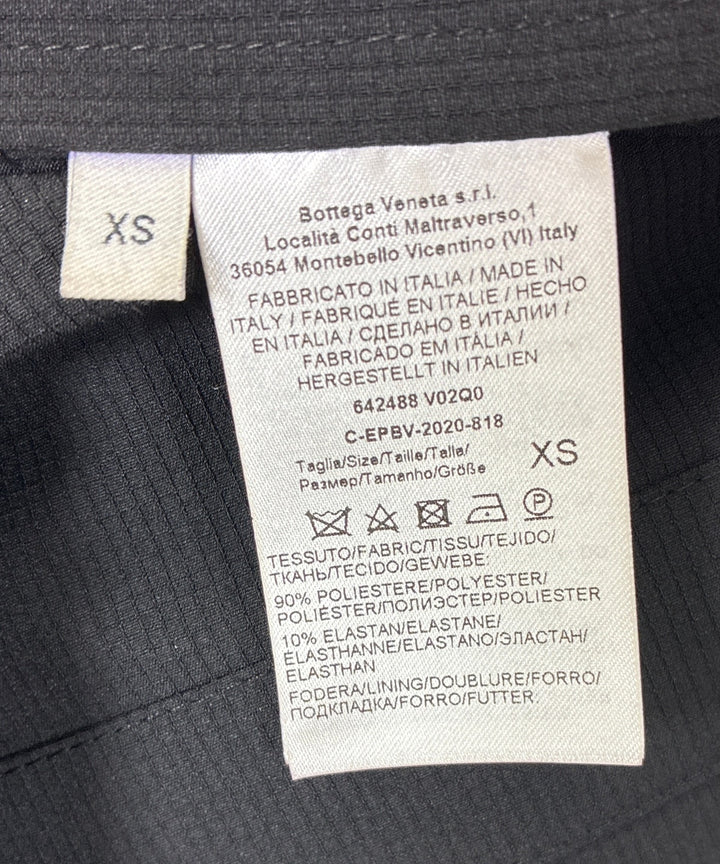 XS
Bottega Veneta s.r.l.
Località Conti Maltraverso,1
36054 Montebello Vicentino (VI) Italy
FABBRICATO IN ITALIA / MADE IN
ITALY / FABRIQUÉ EN ITALIE / HECHO
EN ITALIA / СДЕЛАНО В ИТАЛИИ /
FABRICADO EM ITÁLIA /
HERGESTELLT IN ITALIEN
642488 V02Q0
C-EPBV-2020-818
Taglia/Size/Taille/Talla/
Размер/Tamanho/Größe
XS
P
TESSUTO/FABRIC/TISSU/TEJIDO/
ТКАНЬ/TECIDO/GEWEBE:
90% POLIESTERE/POLYESTER/
POLIÉSTER/ПОЛИЭСТЕР/POLIESTER
10% ELASTAN/ELASTANE/
ÉLASTHANNE/ELASTANO/ЭЛАСТАН/
ELASTHAN
FODERA/LINING/DOUBLURE/FORRO/
ПОДКЛАДКА/FORRO/FUTTER: